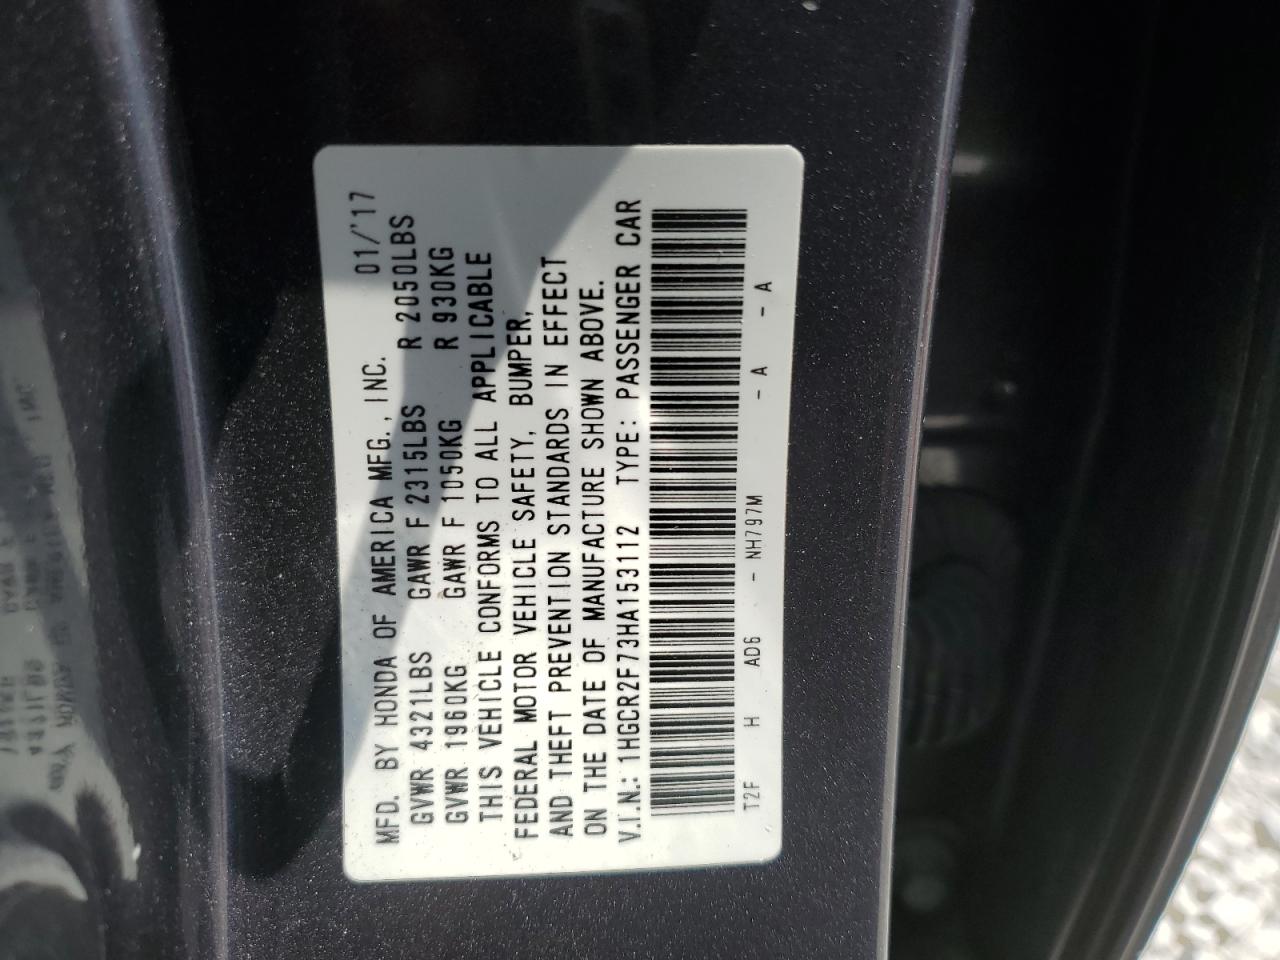 MFD. BY HONDA OF AMERICA MFG., INC. 01/'17
GVWR 4321LBS GAWR F 2315LBS R 2050LBS
GVWR 1960KG GAWR F 1050KG R 930KG
THIS VEHICLE CONFORMS TO ALL APPLICABLE
FEDERAL MOTOR VEHICLE SAFETY, BUMPER,
AND THEFT PREVENTION STANDARDS IN EFFECT
ON THE DATE OF MANUFACTURE SHOWN ABOVE.
V.I.N.: 1HGCR2F73HA153112 TYPE: PASSENGER CAR
T2F H AD6 - NH797M - A - A